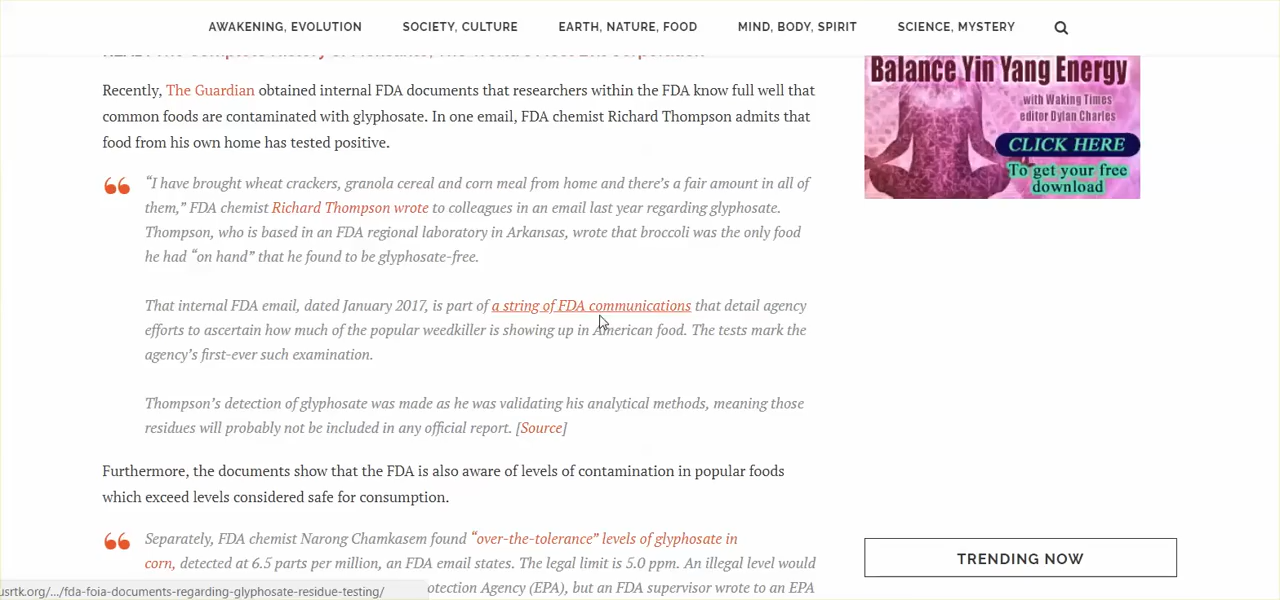 AWAKENING, EVOLUTION SOCIETY, CULTURE EARTH, NATURE, FOOD MIND, BODY, SPIRIT SCIENCE, MYSTERY
Recently, The Guardian obtained internal FDA documents that researchers within the FDA know full well that
common foods are contaminated with glyphosate. In one email, FDA chemist Richard Thompson admits that
food from his own home has tested positive.
“I have brought wheat crackers, granola cereal and corn meal from home and there’s a fair amount in all of
them,” FDA chemist Richard Thompson wrote to colleagues in an email last year regarding glyphosate.
Thompson, who is based in an FDA regional laboratory in Arkansas, wrote that broccoli was the only food
he had “on hand” that he found to be glyphosate-free.
That internal FDA email, dated January 2017, is part of a string of FDA communications that detail agency
efforts to ascertain how much of the popular weedkiller is showing up in American food. The tests mark the
agency’s first-ever such examination.
Thompson’s detection of glyphosate was made as he was validating his analytical methods, meaning those
residues will probably not be included in any official report. [Source]
Furthermore, the documents show that the FDA is also aware of levels of contamination in popular foods
which exceed levels considered safe for consumption.
Separately, FDA chemist Narong Chamkasem found “over-the-tolerance” levels of glyphosate in
corn, detected at 6.5 parts per million, an FDA email states. The legal limit is 5.0 ppm. An illegal level would
otection Agency (EPA), but an FDA supervisor wrote to an EPA
usrtk.org/.../fda-foia-documents-regarding-glyphosate-residue-testing/
Balance Yin Yang Energy
with Waking Times
editor Dylan Charles
CLICK HERE
To get your free
download
TRENDING NOW